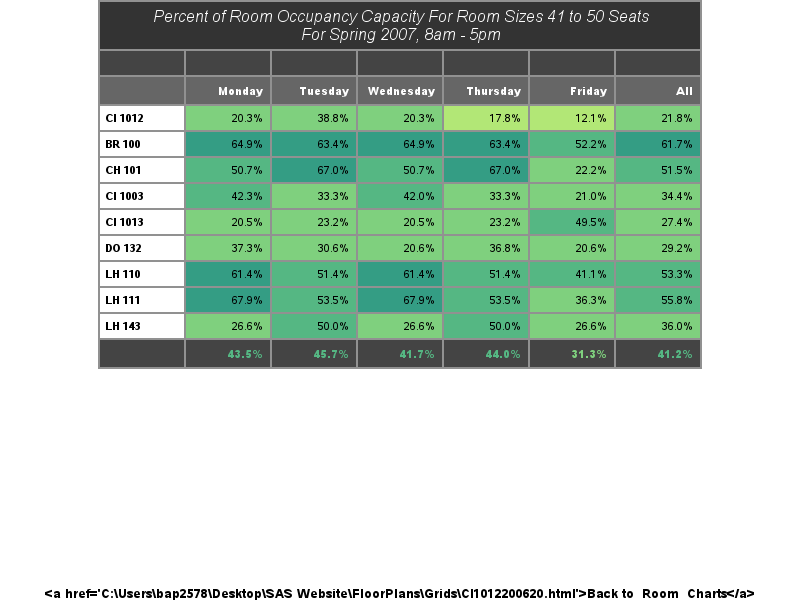 Percent of Room Occupancy Capacity For Room Sizes 41 to 50 Seats
For Spring 2007, 8am - 5pm
Monday Tuesday Wednesday Thursday Friday All
CI 1012 20.3% 38.8% 20.3% 17.8% 12.1% 21.8%
BR 100 64.9% 63.4% 64.9% 63.4% 52.2% 61.7%
CH 101 50.7% 67.0% 50.7% 67.0% 22.2% 51.5%
CI 1003 42.3% 33.3% 42.0% 33.3% 21.0% 34.4%
CI 1013 20.5% 23.2% 20.5% 23.2% 49.5% 27.4%
DO 132 37.3% 30.6% 20.6% 36.8% 20.6% 29.2%
LH 110 61.4% 51.4% 61.4% 51.4% 41.1% 53.3%
LH 111 67.9% 53.5% 67.9% 53.5% 36.3% 55.8%
LH 143 26.6% 50.0% 26.6% 50.0% 26.6% 36.0%
43.5% 45.7% 41.7% 44.0% 31.3% 41.2%
<a href='C:\Users\bap2578\Desktop\SAS Website\FloorPlans\Grids\CI1012200620.html'>Back to Room Charts</a>